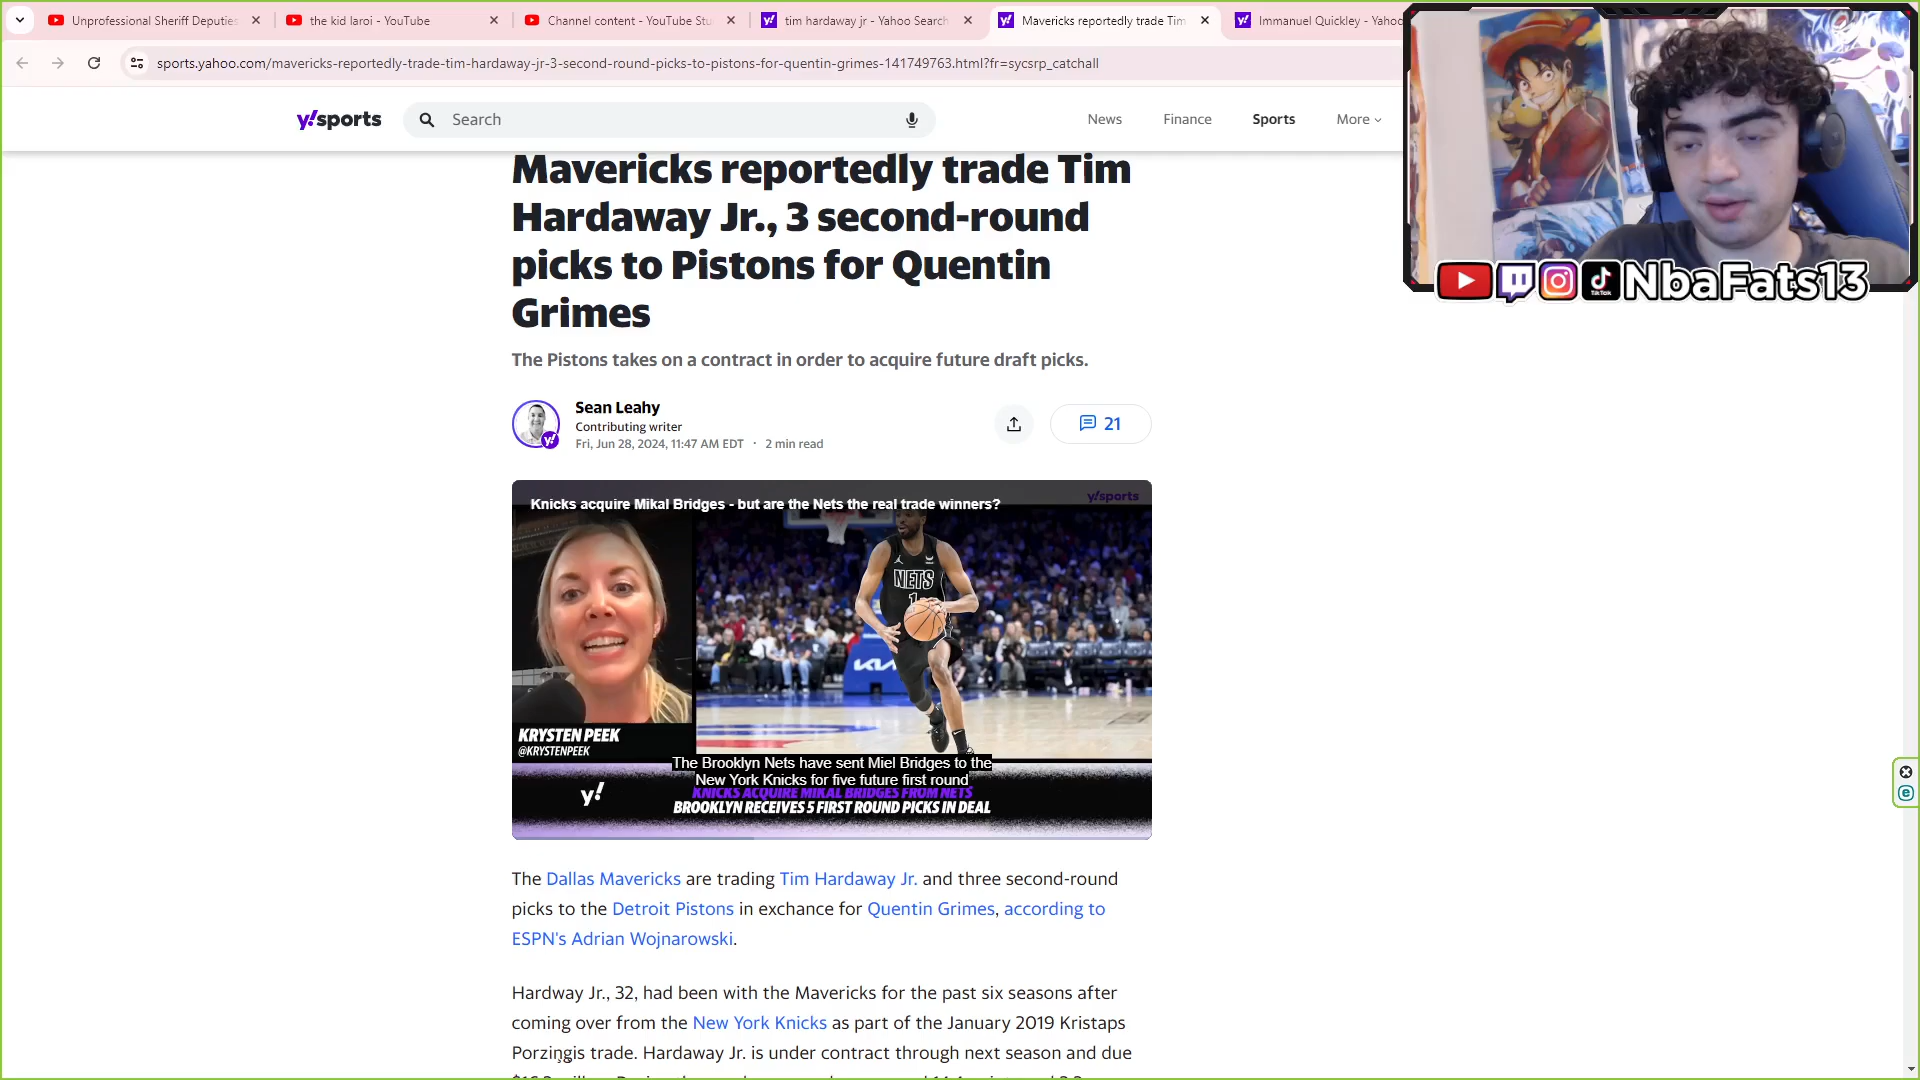 Unprofessional Sheriff Deputies
the kid laroi - YouTube
Channel content - YouTube Stu
tim hardaway jr - Yahoo Search
Mavericks reportedly trade Tim
Immanuel Quickley - Yahoo
sports.yahoo.com/mavericks-reportedly-trade-tim-hardaway-jr-3-second-round-picks-to-pistons-for-quentin-grimes-141749763.html?fr=sycsrp_catchall
y!sports
Search
News
Finance
Sports
More
TikTok
NbaFats13
Mavericks reportedly trade Tim
Hardaway Jr., 3 second-round
picks to Pistons for Quentin
Grimes
The Pistons takes on a contract in order to acquire future draft picks.
Sean Leahy
Contributing writer
Fri, Jun 28, 2024, 11:47 AM EDT · 2 min read
y!
21
Knicks acquire Mikal Bridges - but are the Nets the real trade winners?
y!sports
NETS
1
KIA
KRYSTEN PEEK
@KRYSTENPEEK
The Brooklyn Nets have sent Miel Bridges to the
New York Knicks for five future first round
y!
KNICKS ACQUIRE MIKAL BRIDGES FROM NETS
BROOKLYN RECEIVES 5 FIRST ROUND PICKS IN DEAL
The Dallas Mavericks are trading Tim Hardaway Jr. and three second-round
picks to the Detroit Pistons in exchance for Quentin Grimes, according to
ESPN's Adrian Wojnarowski.
Hardway Jr., 32, had been with the Mavericks for the past six seasons after
coming over from the New York Knicks as part of the January 2019 Kristaps
Porziņģis trade. Hardaway Jr. is under contract through next season and due